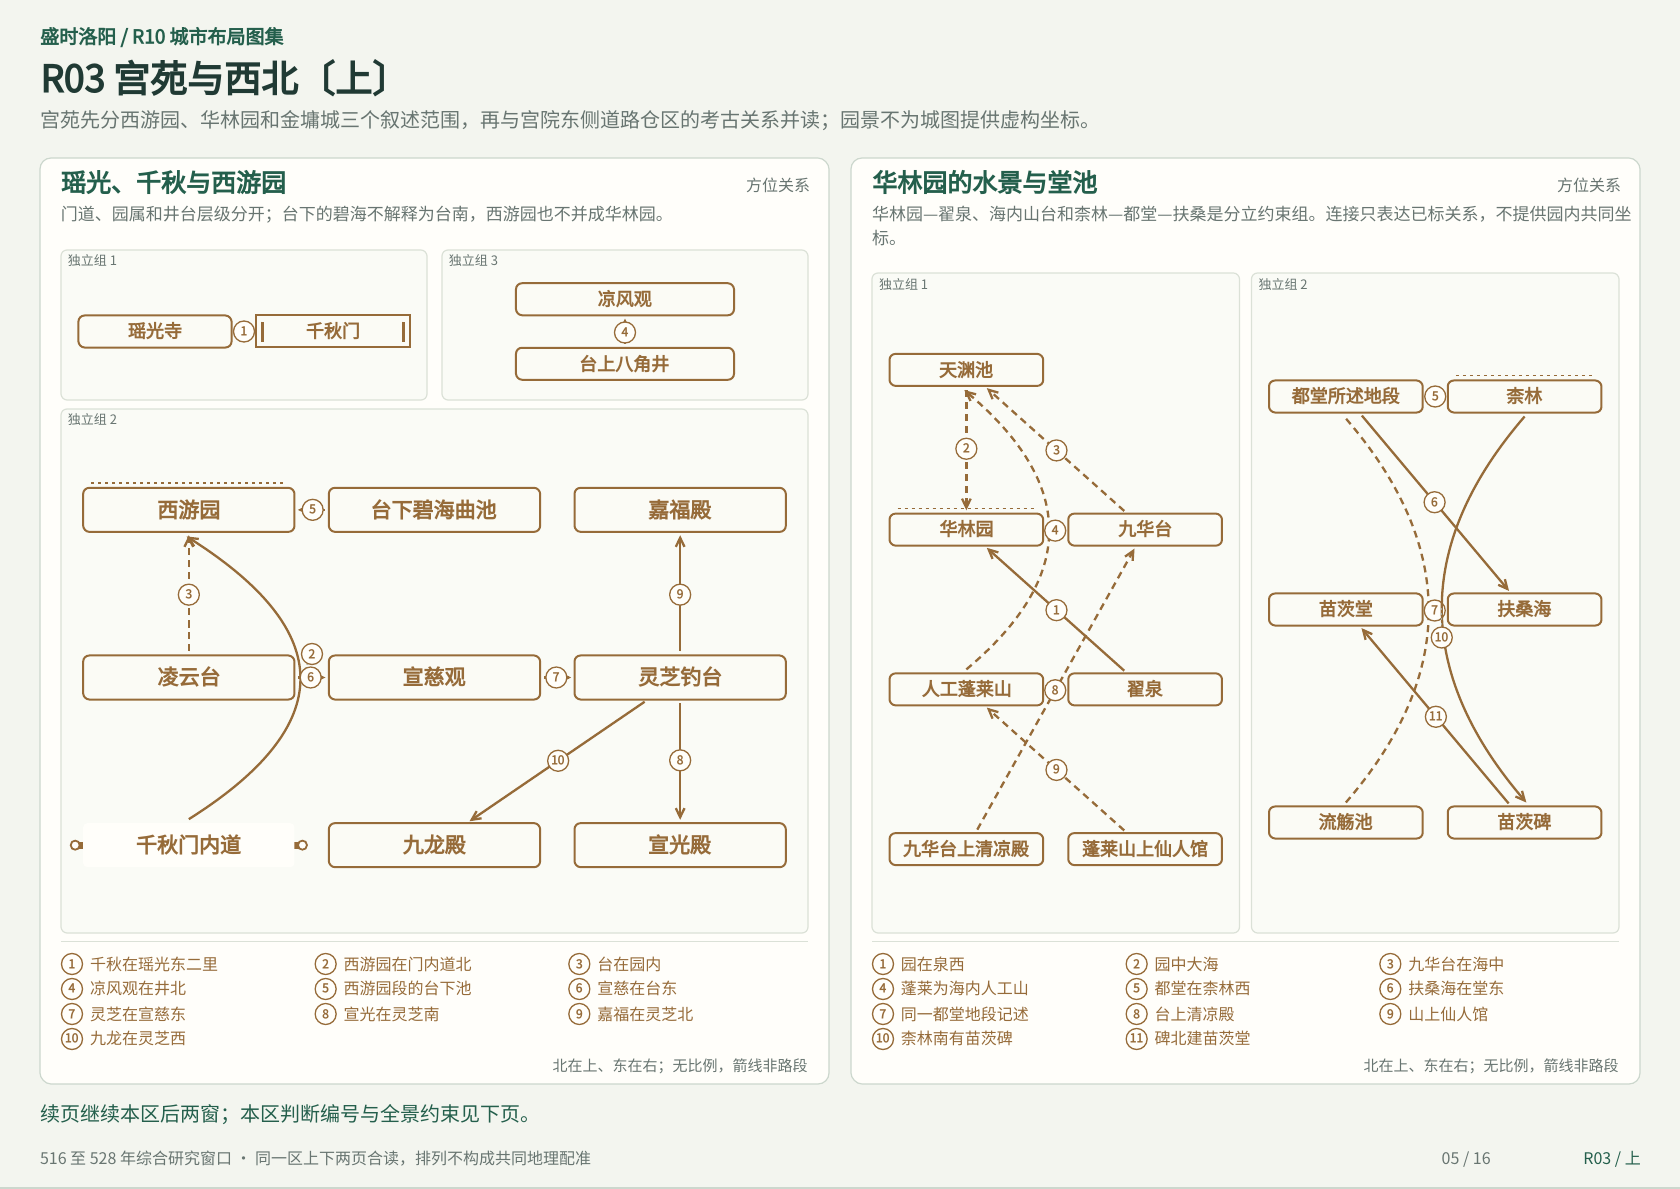 盛时洛阳 / R10 城市布局图集
R03 宫苑与西北〔上〕
宫苑先分西游园、华林园和金墉城三个叙述范围，再与宫院东侧道路仓区的考古关系并读；园景不为城图提供虚构坐标。
瑶光、千秋与西游园
方位关系
门道、园属和井台层级分开；台下的碧海不解释为台南，西游园也不并成华林园。
独立组 1
瑶光寺
1
千秋门
独立组 3
凉风观
4
台上八角井
独立组 2
西游园
5
台下碧海曲池
嘉福殿
3
9
凌云台
2
6
宣慈观
7
灵芝钓台
10
8
千秋门内道
九龙殿
宣光殿
1 千秋在瑶光东二里
2 西游园在门内道北
3 台在园内
4 凉风观在井北
5 西游园段的台下池
6 宣慈在台东
7 灵芝在宣慈东
8 宣光在灵芝南
9 嘉福在灵芝北
10 九龙在灵芝西
北在上、东在右；无比例，箭线非路段
华林园的水景与堂池
方位关系
华林园—翟泉、海内山台和柰林—都堂—扶桑是分立约束组。连接只表达已标关系，不提供园内共同坐
标。
独立组 1
天渊池
2
3
华林园
4
九华台
1
人工蓬莱山
8
翟泉
9
九华台上清凉殿
蓬莱山上仙人馆
独立组 2
都堂所述地段
5
柰林
6
苗茨堂
7
扶桑海
10
11
流觞池
苗茨碑
1 园在泉西
2 园中大海
3 九华台在海中
4 蓬莱为海内人工山
5 都堂在柰林西
6 扶桑海在堂东
7 同一都堂地段记述
8 台上清凉殿
9 山上仙人馆
10 柰林南有苗茨碑
11 碑北建苗茨堂
北在上、东在右；无比例，箭线非路段
续页继续本区后两窗；本区判断编号与全景约束见下页。
516 至 528 年综合研究窗口 · 同一区上下两页合读，排列不构成共同地理配准
05 / 16
R03 / 上